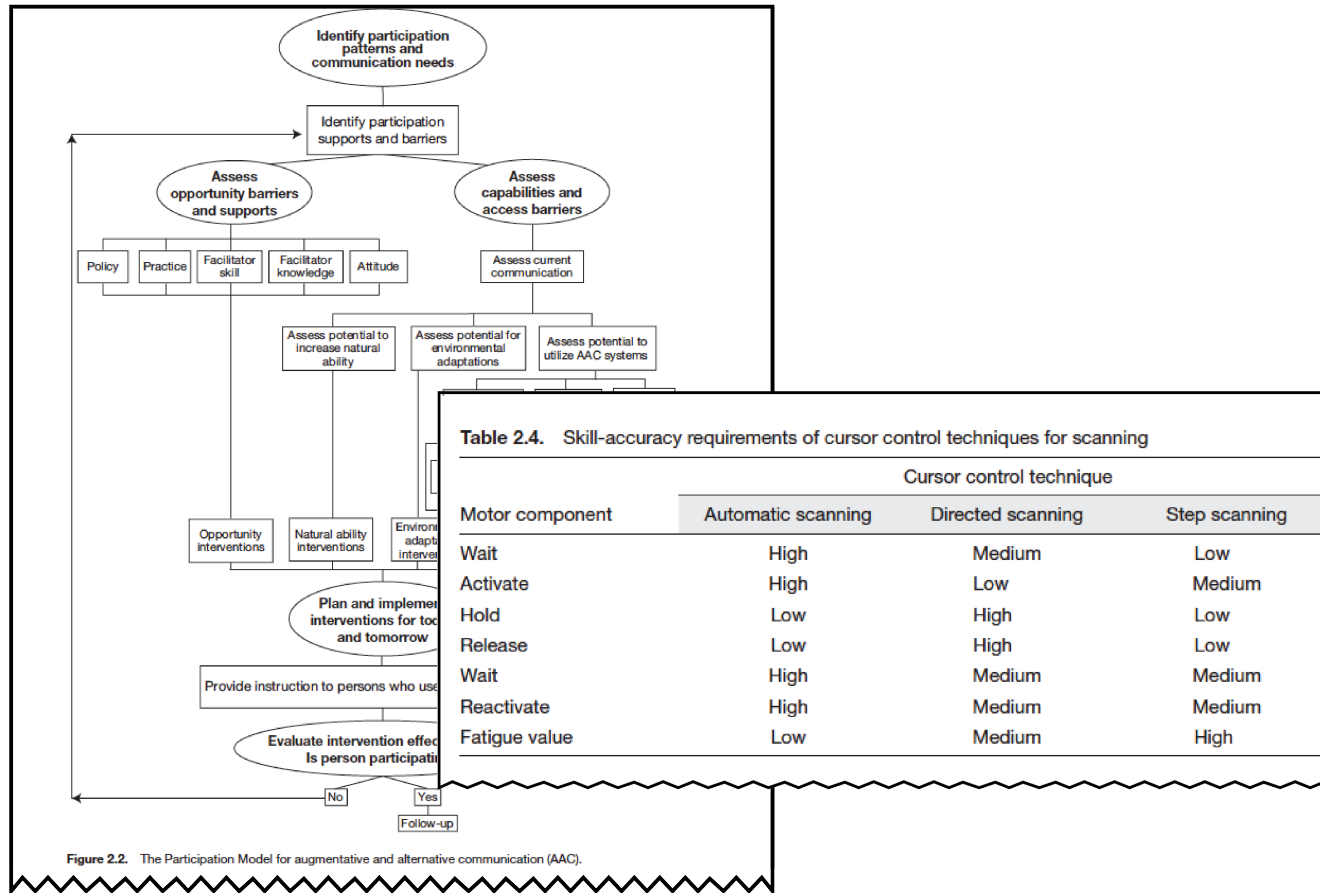 Identify participation
patterns and
communication needs
Identify participation
supports and barriers
Assess
opportunity barriers
and supports
Assess
capabilities and
access barriers
Policy
Practice
Facilitator
skill
Facilitator
knowledge
Attitude
Assess current
communication
Assess potential to
increase natural
ability
Assess potential for
environmental
adaptations
Assess potential to
utilize AAC systems
Opportunity
interventions
Natural ability
interventions
Plan and
interventions for
and tomorrow
Provide instruction to persons who use
Evaluate intervention
Is person
No
Yes
Follow-up
Figure 2.2. The Participation Model for augmentative and alternative communication (AAC).
Table 2.4. Skill-accuracy requirements of cursor control techniques for scanning
Cursor control technique
Motor component Automatic scanning Directed scanning Step scanning
Wait High Medium Low
Activate High Low Medium
Hold Low High Low
Release Low High Low
Wait High Medium Medium
Reactivate High Medium Medium
Fatigue value Low Medium High